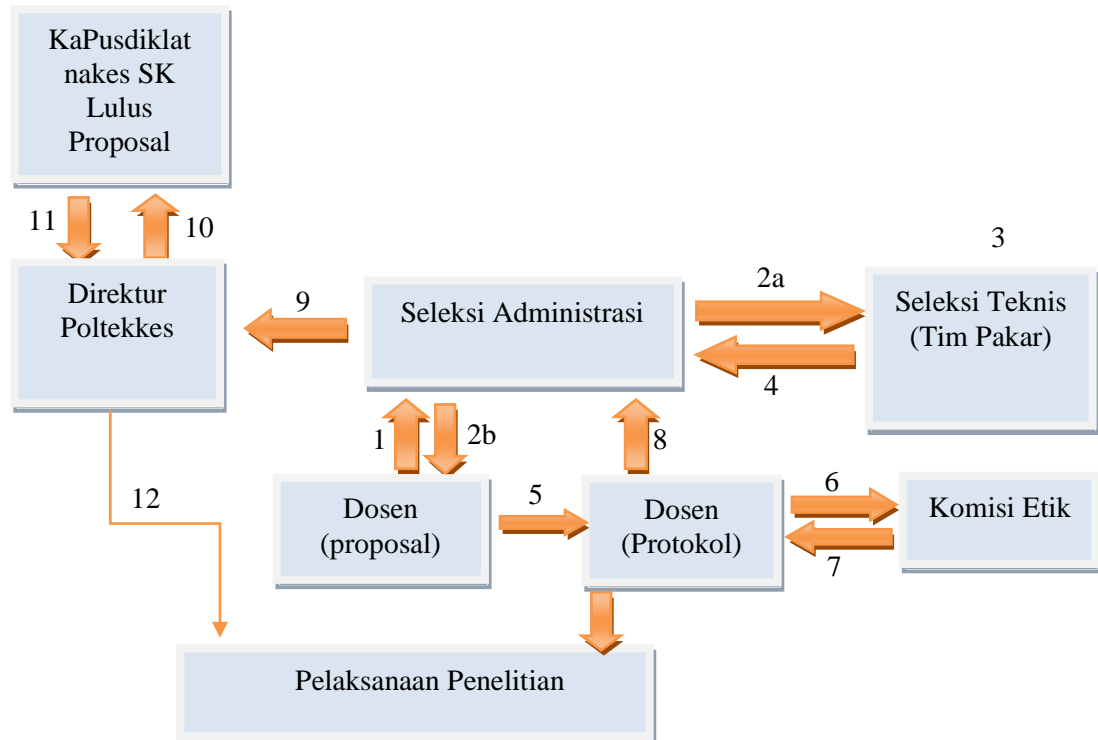 KaPusdiklat
nakes SK
Lulus
Proposal
11
10
3
Direktur
Poltekkes
9
Seleksi Administrasi
2a
Seleksi Teknis
(Tim Pakar)
4
1
2b
8
12
Dosen
(proposal)
5
Dosen
(Protokol)
6
Komisi Etik
7
Pelaksanaan Penelitian